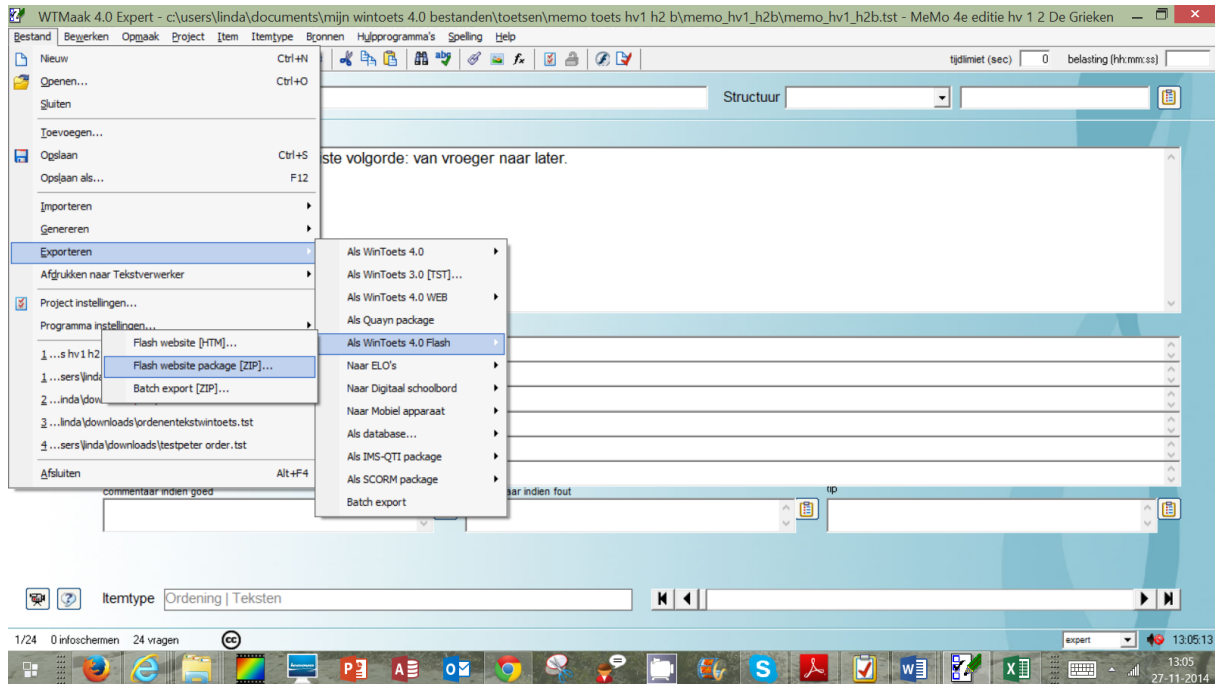 WTMaak 4.0 Expert - c:\users\linda\documents\mijn wintoets 4.0 bestanden\toetsen\memo toets hv1 h2 b\memo_hv1_h2b\memo_hv1_h2b.tst - MeMo 4e editie hv 1 2 De Grieken
Bestand Bewerken Opmaak Project Item Itemtype Bronnen Hulpprogramma's Spelling Help
Nieuw Ctrl+N
tijdlimiet (sec) 0 belasting (hh:mm:ss)
Openen... Ctrl+O
Sluiten
Structuur
Toevoegen...
Opslaan Ctrl+S
ste volgorde: van vroeger naar later.
Opslaan als... F12
Importeren
Genereren
Exporteren
Afdrukken naar Tekstverwerker
Project instellingen...
Programma instellingen...
1 ...s hv1 h2
1 ...sers\linda
2 ...inda\dow
3 ...linda\downloads\ordenentekstwintoets.tst
4 ...sers\linda\downloads\testpeter order.tst
Afsluiten Alt+F4
Als WinToets 4.0
Als WinToets 3.0 [TST]...
Als WinToets 4.0 WEB
Als Quayn package
Als WinToets 4.0 Flash
Naar ELO's
Naar Digitaal schoolbord
Naar Mobiel apparaat
Als database...
Als IMS-QTI package
Als SCORM package
Batch export
Flash website [HTM]...
Flash website package [ZIP]...
Batch export [ZIP]...
commentaar indien goed
aar indien fout
tip
Itemtype Ordening | Teksten
1/24 0 infoschermen 24 vragen cc
expert 13:05:13
13:05
27-11-2014